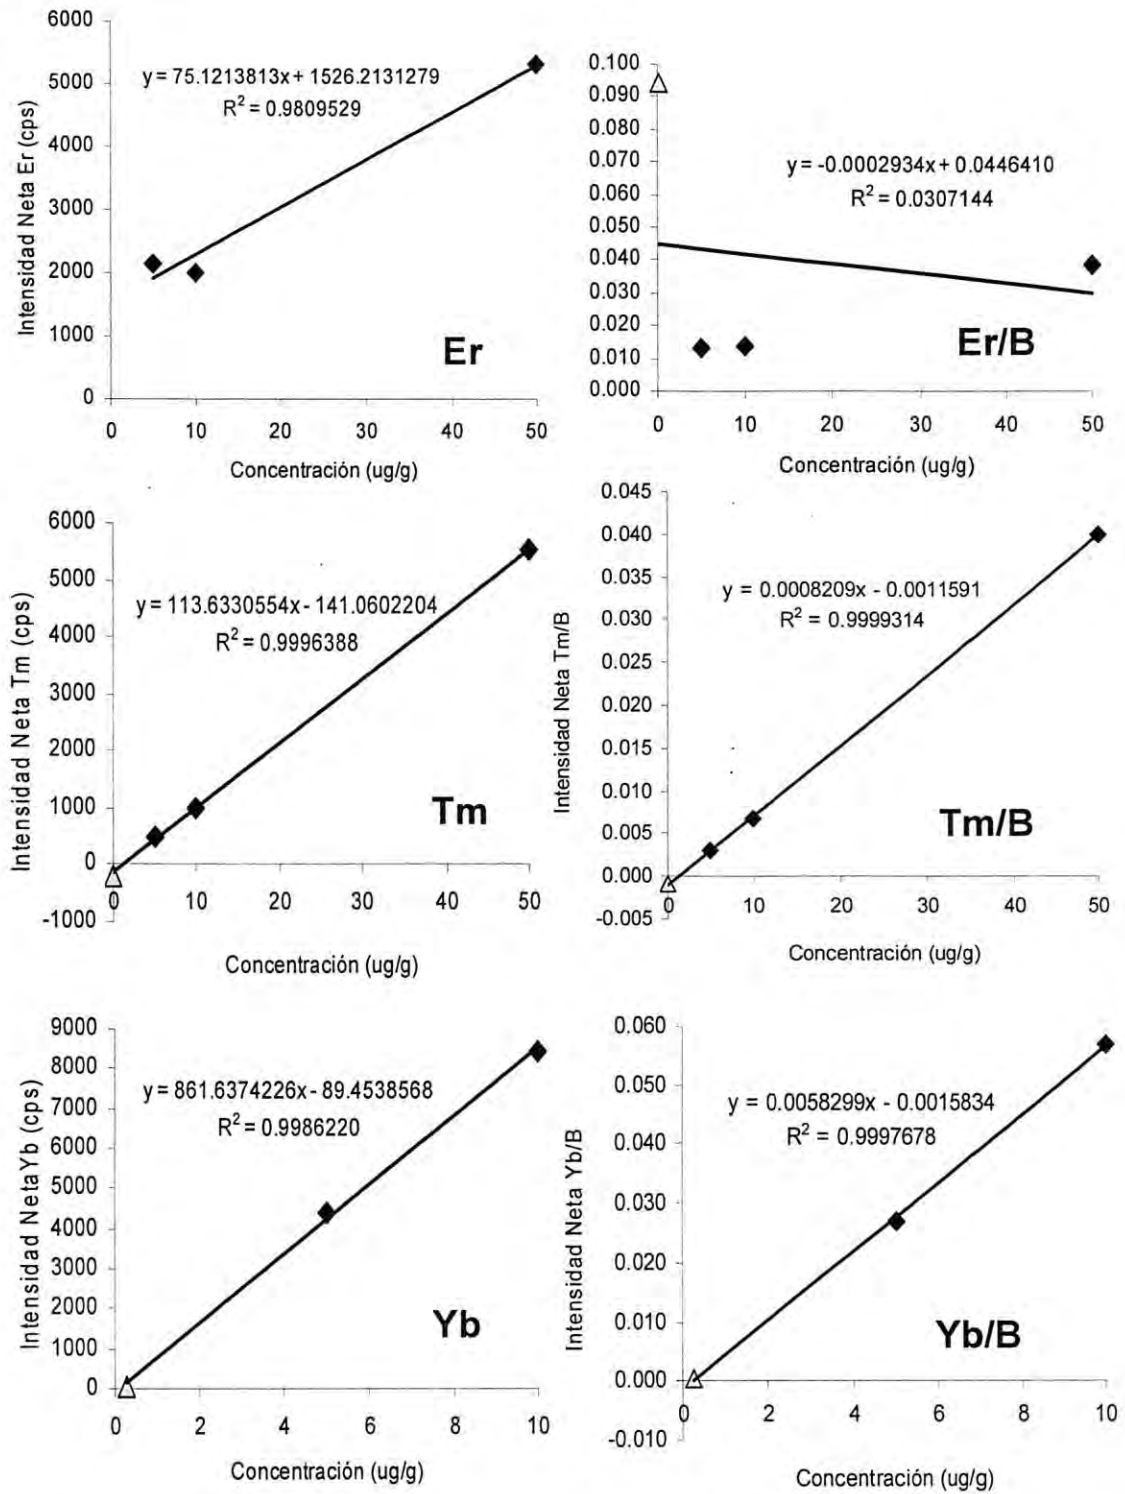 6000
5000
4000
3000
2000
1000
0
Intensidad Neta Er (cps)
y = 75.1213813x + 1526.2131279
R² = 0.9809529
Er
0 10 20 30 40 50
Concentración (ug/g)
0.100
0.090
0.080
0.070
0.060
0.050
0.040
0.030
0.020
0.010
0.000
y = -0.0002934x + 0.0446410
R² = 0.0307144
Er/B
0 10 20 30 40 50
Concentración (ug/g)
6000
5000
4000
3000
2000
1000
0
-1000
Intensidad Neta Tm (cps)
y = 113.6330554x - 141.0602204
R² = 0.9996388
Tm
0 10 20 30 40 50
Concentración (ug/g)
0.045
0.040
0.035
0.030
0.025
0.020
0.015
0.010
0.005
0.000
-0.005
Intensidad Neta Tm/B
y = 0.0008209x - 0.0011591
R² = 0.9999314
Tm/B
0 10 20 30 40 50
Concentración (ug/g)
9000
8000
7000
6000
5000
4000
3000
2000
1000
0
Intensidad NetaYb (cps)
y = 861.6374226x - 89.4538568
R² = 0.9986220
Yb
0 2 4 6 8 10
Concentración (ug/g)
0.060
0.050
0.040
0.030
0.020
0.010
0.000
-0.010
Intensidad Neta Yb/B
y = 0.0058299x - 0.0015834
R² = 0.9997678
Yb/B
0 2 4 6 8 10
Concentración (ug/g)